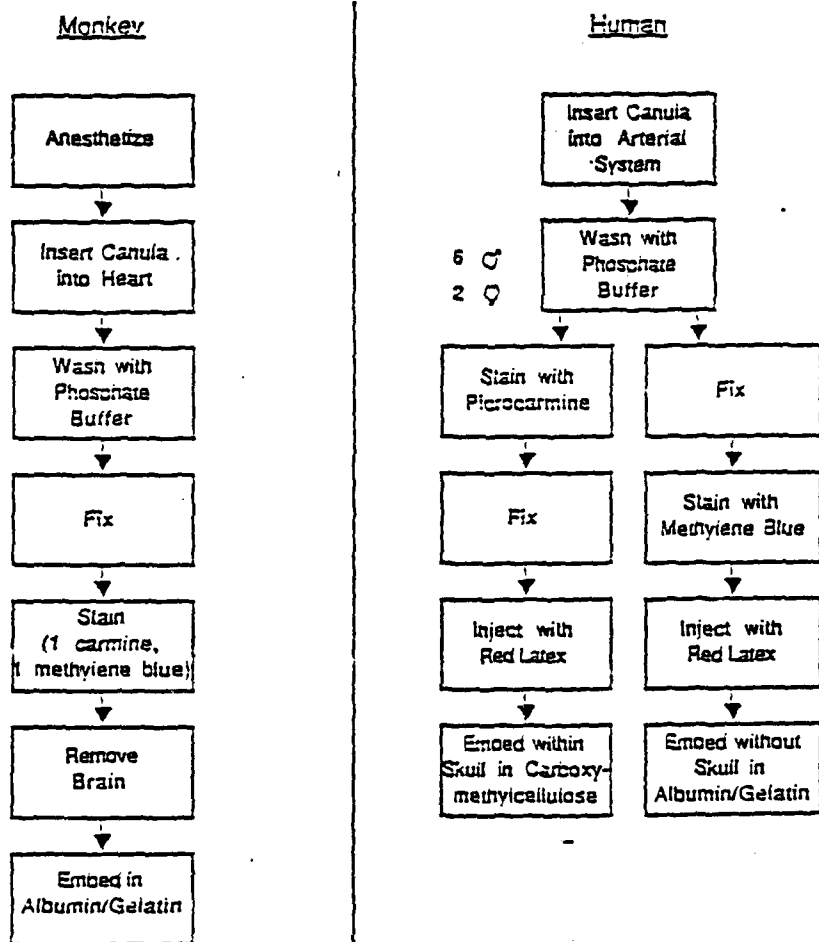 Monkey
Anesthetize
Insert Canula
into Heart
Wash with
Phosphate
Buffer
Fix
Stain
(1 carmine,
1 methylene blue)
Remove
Brain
Embed in
Albumin/Gelatin
Human
Insert Canula
into Arterial
System
Wash with
Phosphate
Buffer
6 ♂
2 ♀
Stain with
Picrocarmine
Fix
Inject with
Red Latex
Embed within
Skull in Carboxy-
methylcellulose
Fix
Stain with
Methylene Blue
Inject with
Red Latex
Embed without
Skull in
Albumin/Gelatin